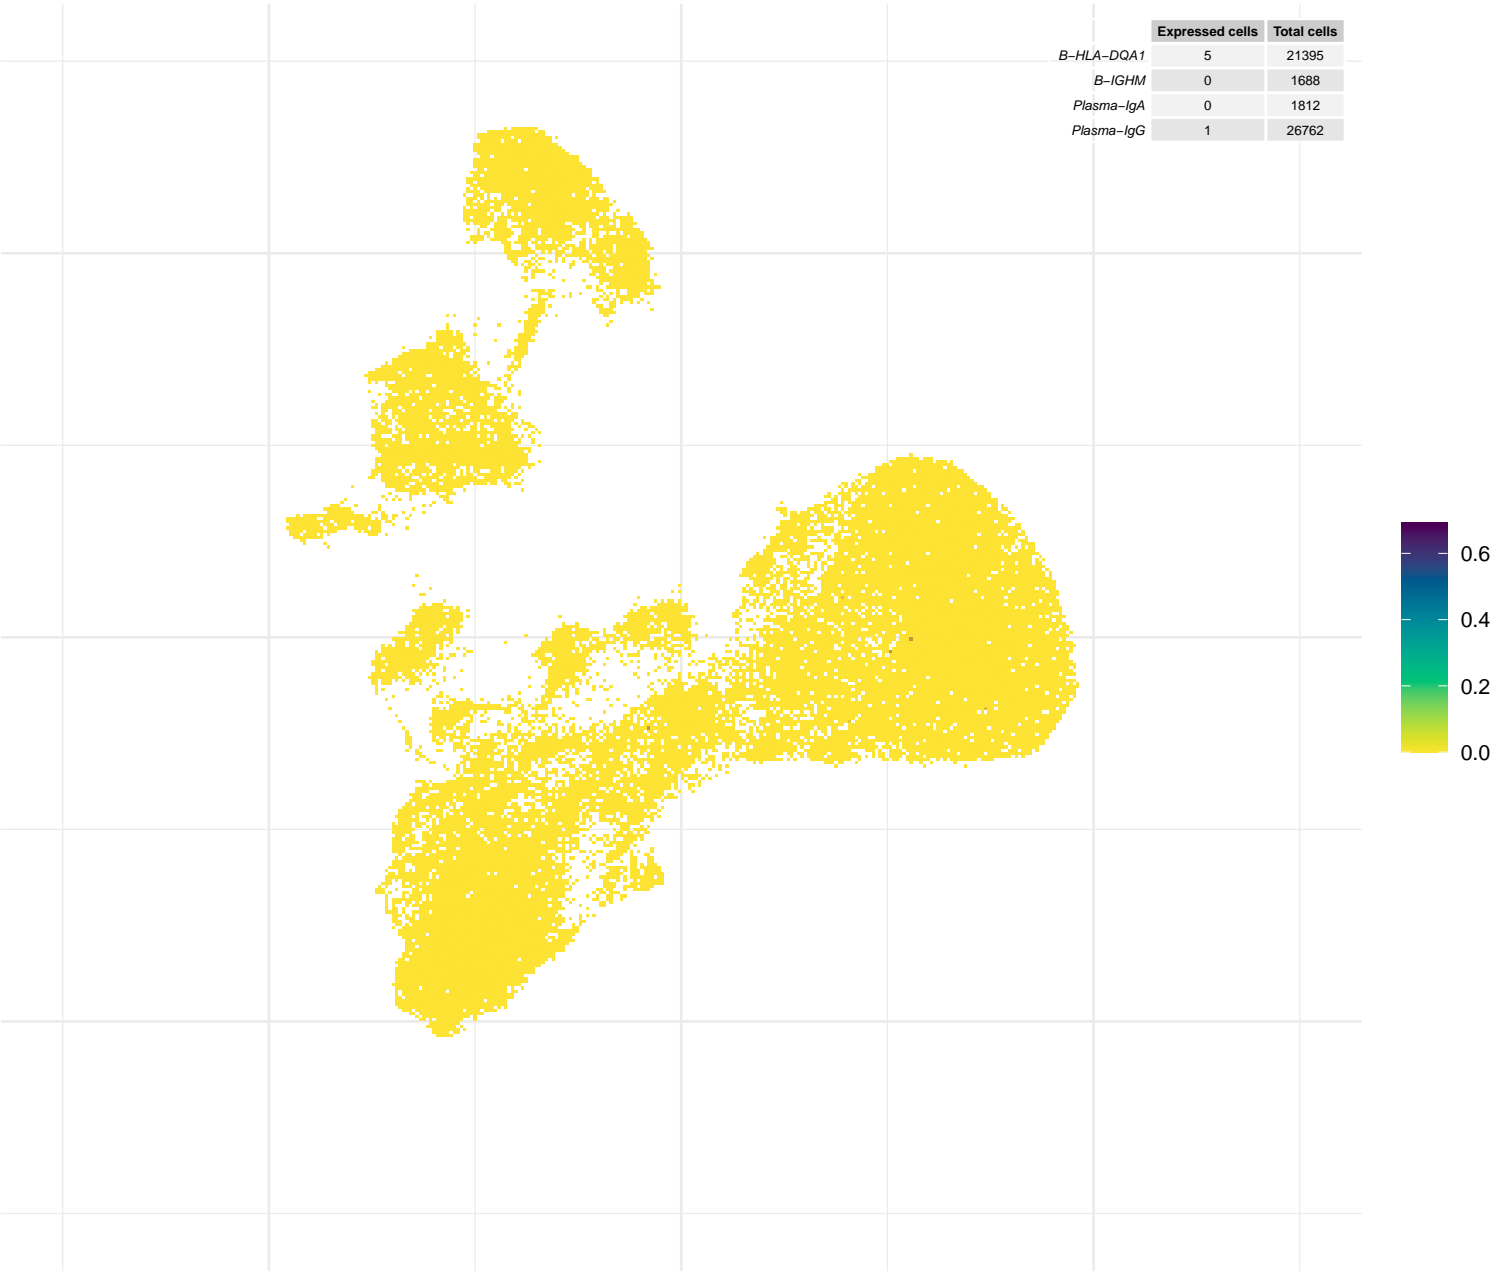 Expressed cells Total cells
B–HLA–DQA1 5 21395
B–IGHM 0 1688
Plasma–IgA 0 1812
Plasma–IgG 1 26762
0.6
0.4
0.2
0.0